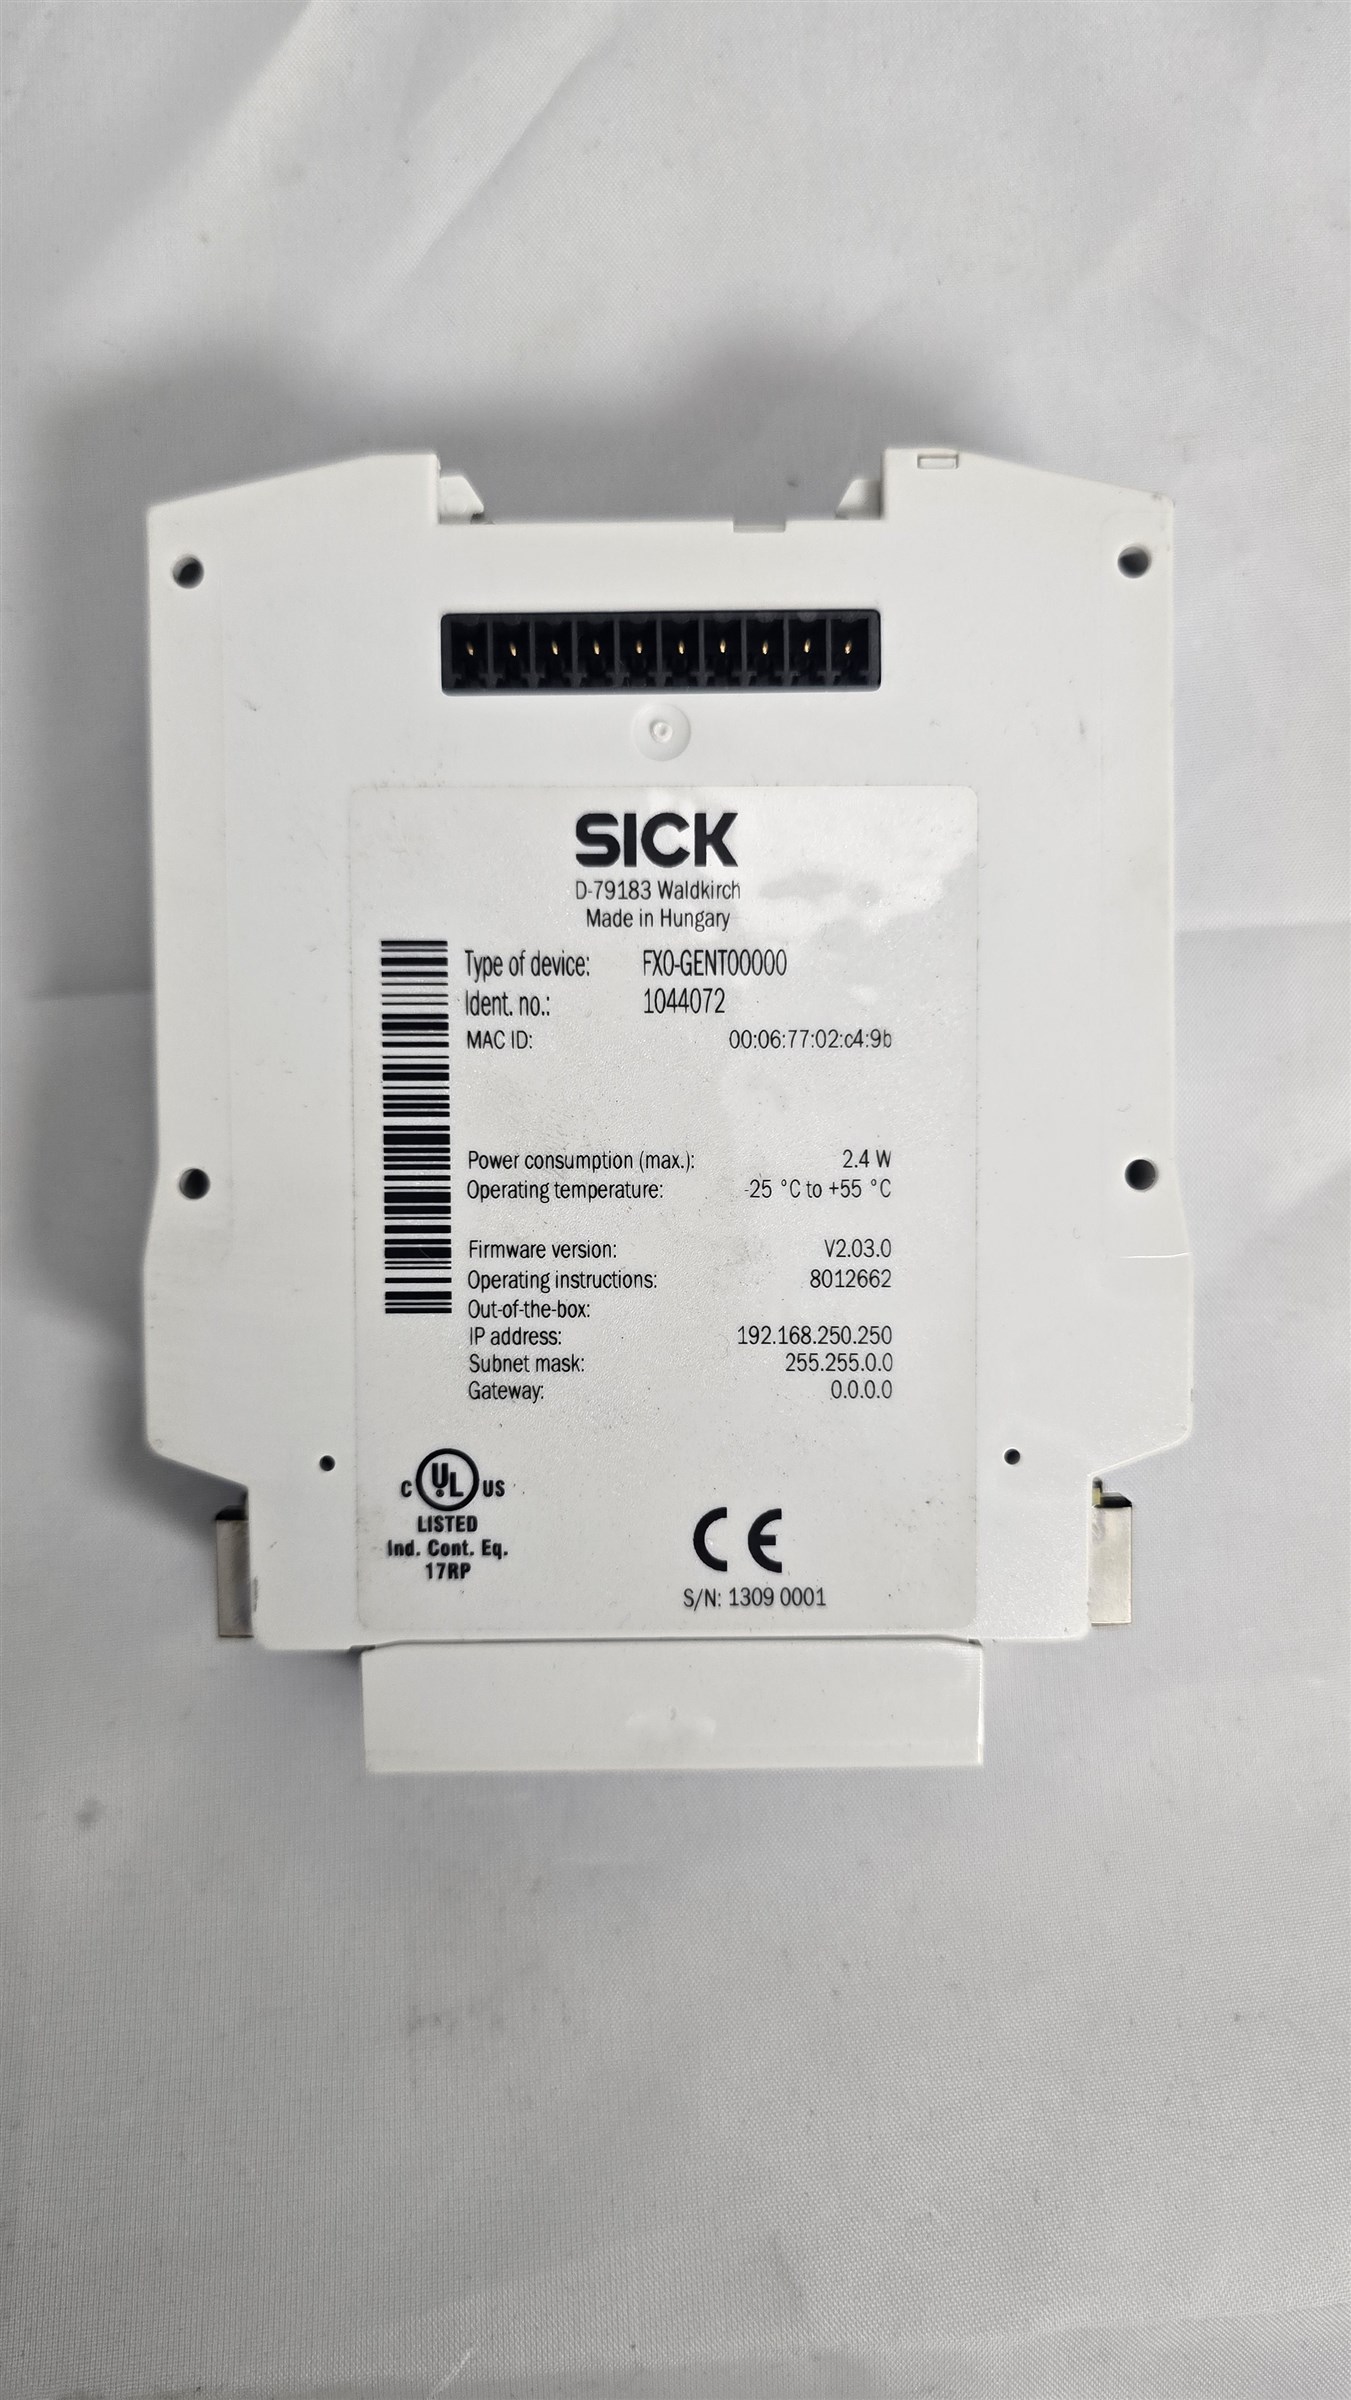 SICK
D-79183 Waldkirch
Made in Hungary
Type of device: FX0-GENT00000
Ident. no.: 1044072
MAC ID: 00:06:77:02:c4:9b
Power consumption (max.): 2.4 W
Operating temperature: -25 °C to +55 °C
Firmware version: V2.03.0
Operating instructions: 8012662
Out-of-the-box:
IP address: 192.168.250.250
Subnet mask: 255.255.0.0
Gateway: 0.0.0.0
C UL US
LISTED
Ind. Cont. Eq.
17RP
CE
S/N: 1309 0001